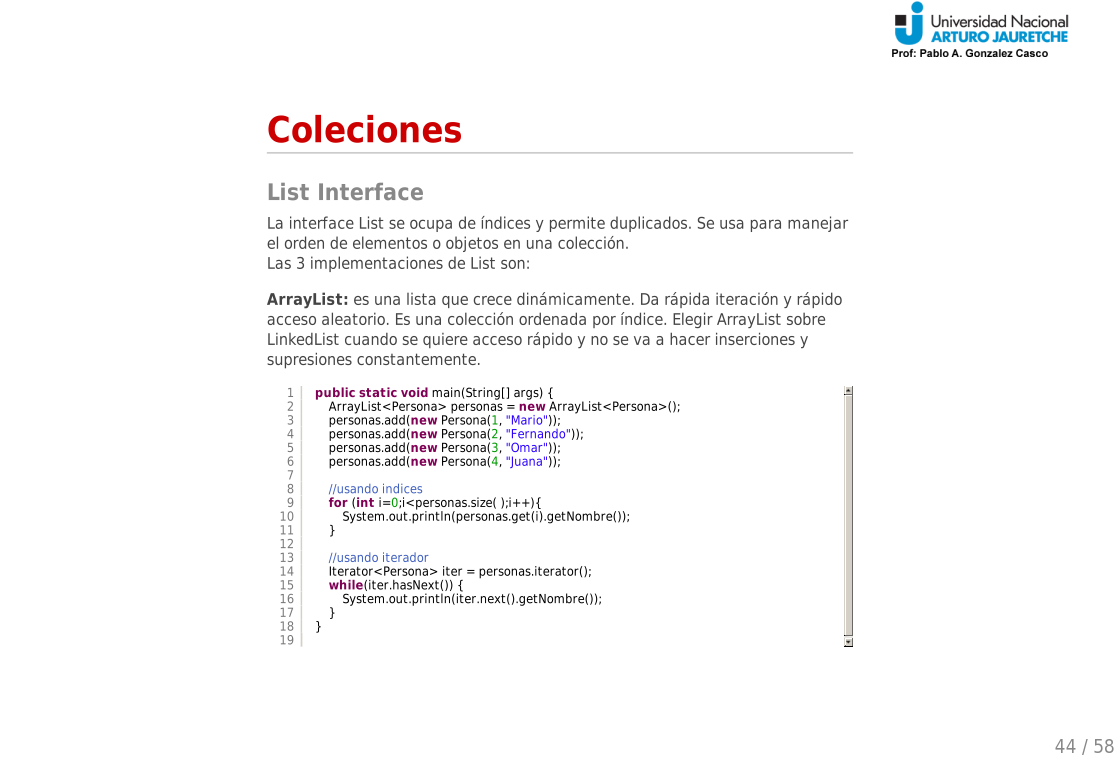 Universidad Nacional
ARTURO JAURETCHE
Prof: Pablo A. Gonzalez Casco
Coleciones
List Interface
La interface List se ocupa de índices y permite duplicados. Se usa para manejar
el orden de elementos o objetos en una colección.
Las 3 implementaciones de List son:
ArrayList: es una lista que crece dinámicamente. Da rápida iteración y rápido
acceso aleatorio. Es una colección ordenada por índice. Elegir ArrayList sobre
LinkedList cuando se quiere acceso rápido y no se va a hacer inserciones y
supresiones constantemente.
1 public static void main(String[] args) {
2 ArrayList<Persona> personas = new ArrayList<Persona>();
3 personas.add(new Persona(1, "Mario"));
4 personas.add(new Persona(2, "Fernando"));
5 personas.add(new Persona(3, "Omar"));
6 personas.add(new Persona(4, "Juana"));
7
8 //usando indices
9 for (int i=0;i<personas.size( );i++){
10 System.out.println(personas.get(i).getNombre());
11 }
12
13 //usando iterador
14 Iterator<Persona> iter = personas.iterator();
15 while(iter.hasNext()) {
16 System.out.println(iter.next().getNombre());
17 }
18 }
19
44 / 58